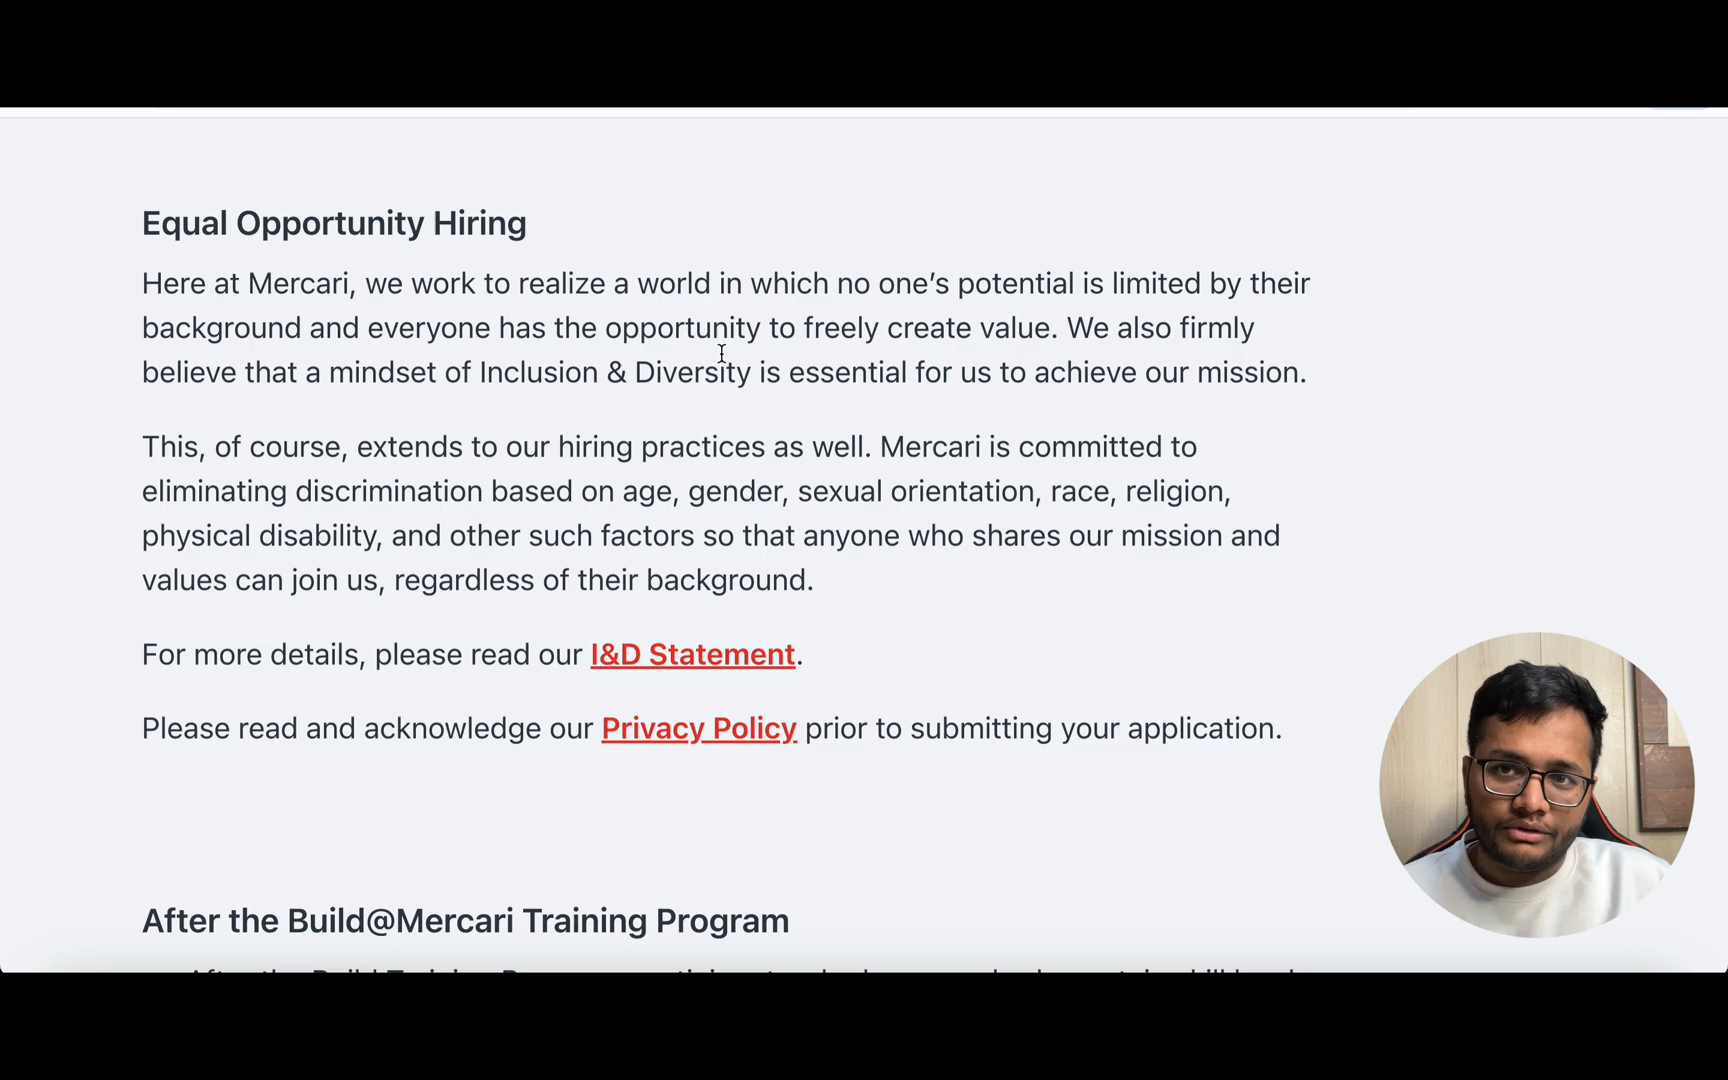 Equal Opportunity Hiring
Here at Mercari, we work to realize a world in which no one’s potential is limited by their
background and everyone has the opportunity to freely create value. We also firmly
believe that a mindset of Inclusion & Diversity is essential for us to achieve our mission.
This, of course, extends to our hiring practices as well. Mercari is committed to
eliminating discrimination based on age, gender, sexual orientation, race, religion,
physical disability, and other such factors so that anyone who shares our mission and
values can join us, regardless of their background.
For more details, please read our I&D Statement.
Please read and acknowledge our Privacy Policy prior to submitting your application.
After the Build@Mercari Training Program